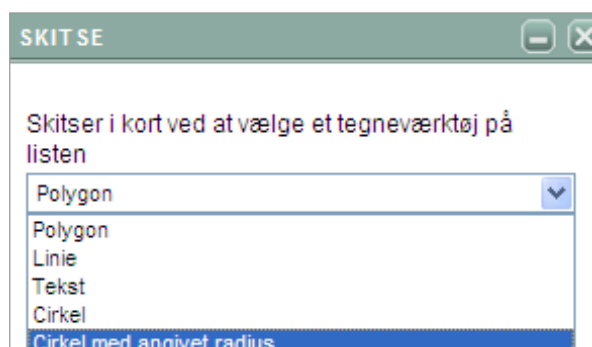 SKITSE
Skitser i kort ved at vælge et tegneværktøj på
listen
Polygon
Polygon
Linie
Tekst
Cirkel
Cirkel med angivet radius